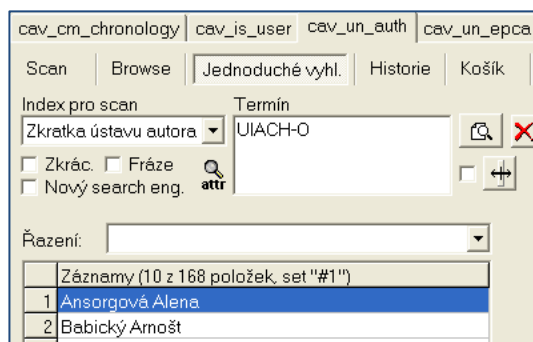 cav_cm_chronology cav_is_user cav_un_auth cav_un_epca
Scan Browse Jednoduché vyhl. Historie Košík
Index pro scan Termín
Zkratka ústavu autora UIACH-O
Zkrác. Fráze
Nový search eng. attr
Řazení:
Záznamy (10 z 168 položek, set "#1")
1 Ansorgová Alena
2 Babický Arnošt